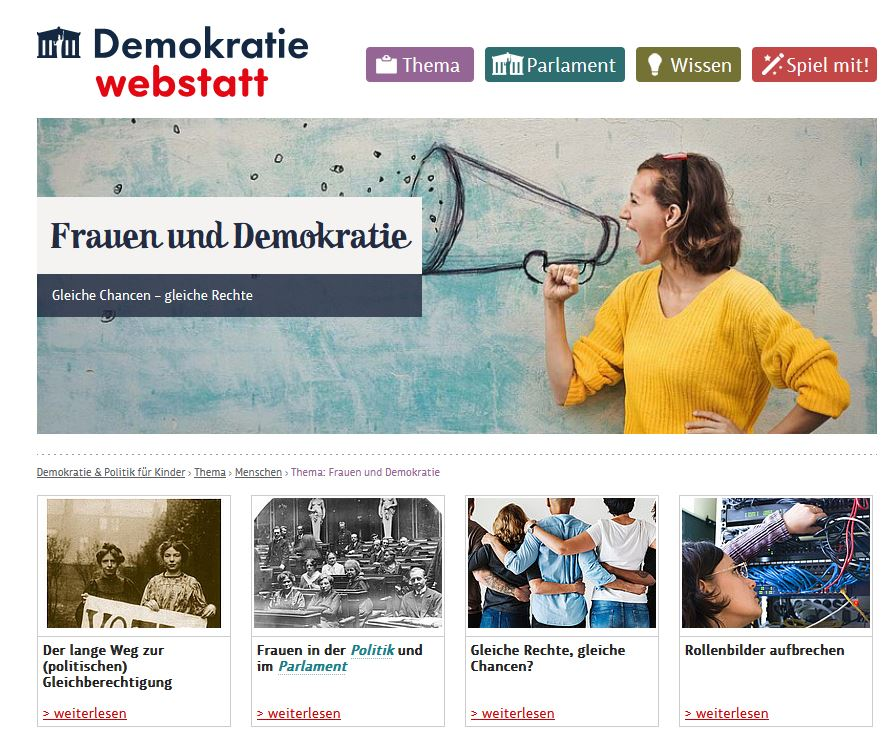 Demokratie
webstatt
Thema
Parlament
Wissen
Spiel mit!
Frauen und Demokratie
Gleiche Chancen – gleiche Rechte
Demokratie & Politik für Kinder › Thema › Menschen › Thema: Frauen und Demokratie
VOTE
Der lange Weg zur
(politischen)
Gleichberechtigung
> weiterlesen
Frauen in der Politik und
im Parlament
> weiterlesen
Gleiche Rechte, gleiche
Chancen?
> weiterlesen
Rollenbilder aufbrechen
> weiterlesen